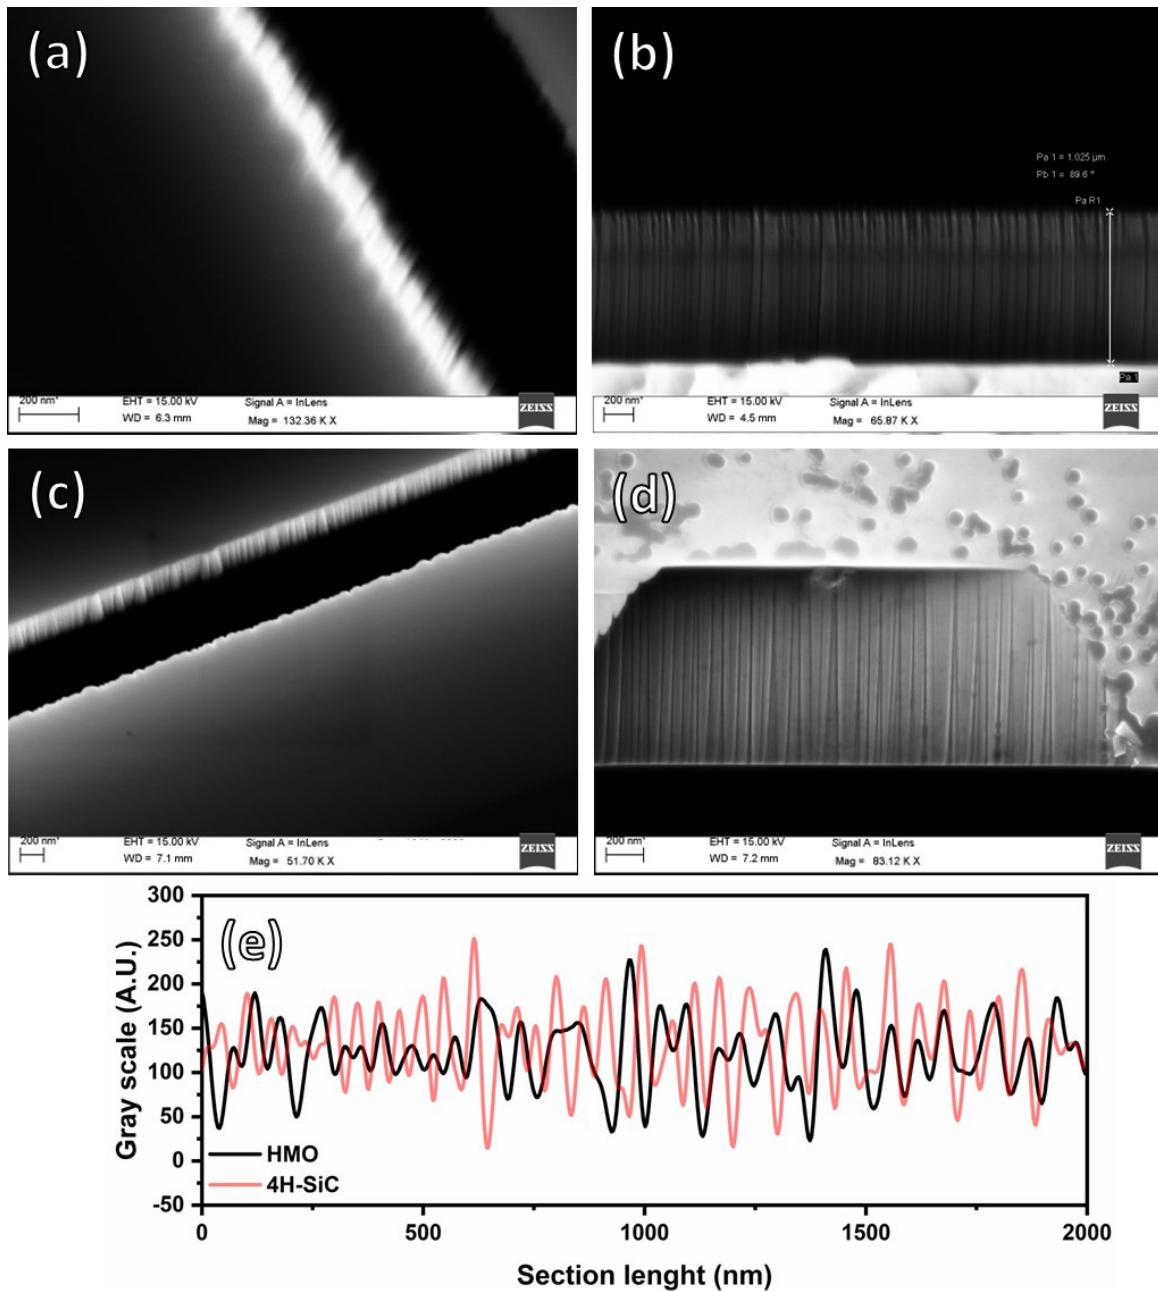 (a)
200 nm*
EHT = 15.00 kV
Signal A = InLens
WD = 6.3 mm
Mag = 132.36 K X
ZEISS
(b)
Pa 1 = 1.025 µm
Pb 1 = 89.6 °
Pa R1
Pa 1
200 nm*
EHT = 15.00 kV
Signal A = InLens
WD = 4.5 mm
Mag = 65.87 K X
ZEISS
(c)
200 nm*
EHT = 15.00 kV
Signal A = InLens
WD = 7.1 mm
Mag = 51.70 K X
ZEISS
(d)
200 nm*
EHT = 15.00 kV
Signal A = InLens
WD = 7.2 mm
Mag = 83.12 K X
ZEISS
(e)
Gray scale (A.U.)
300
250
200
150
100
50
0
-50
HMO
4H-SiC
0
500
1000
1500
2000
Section lenght (nm)